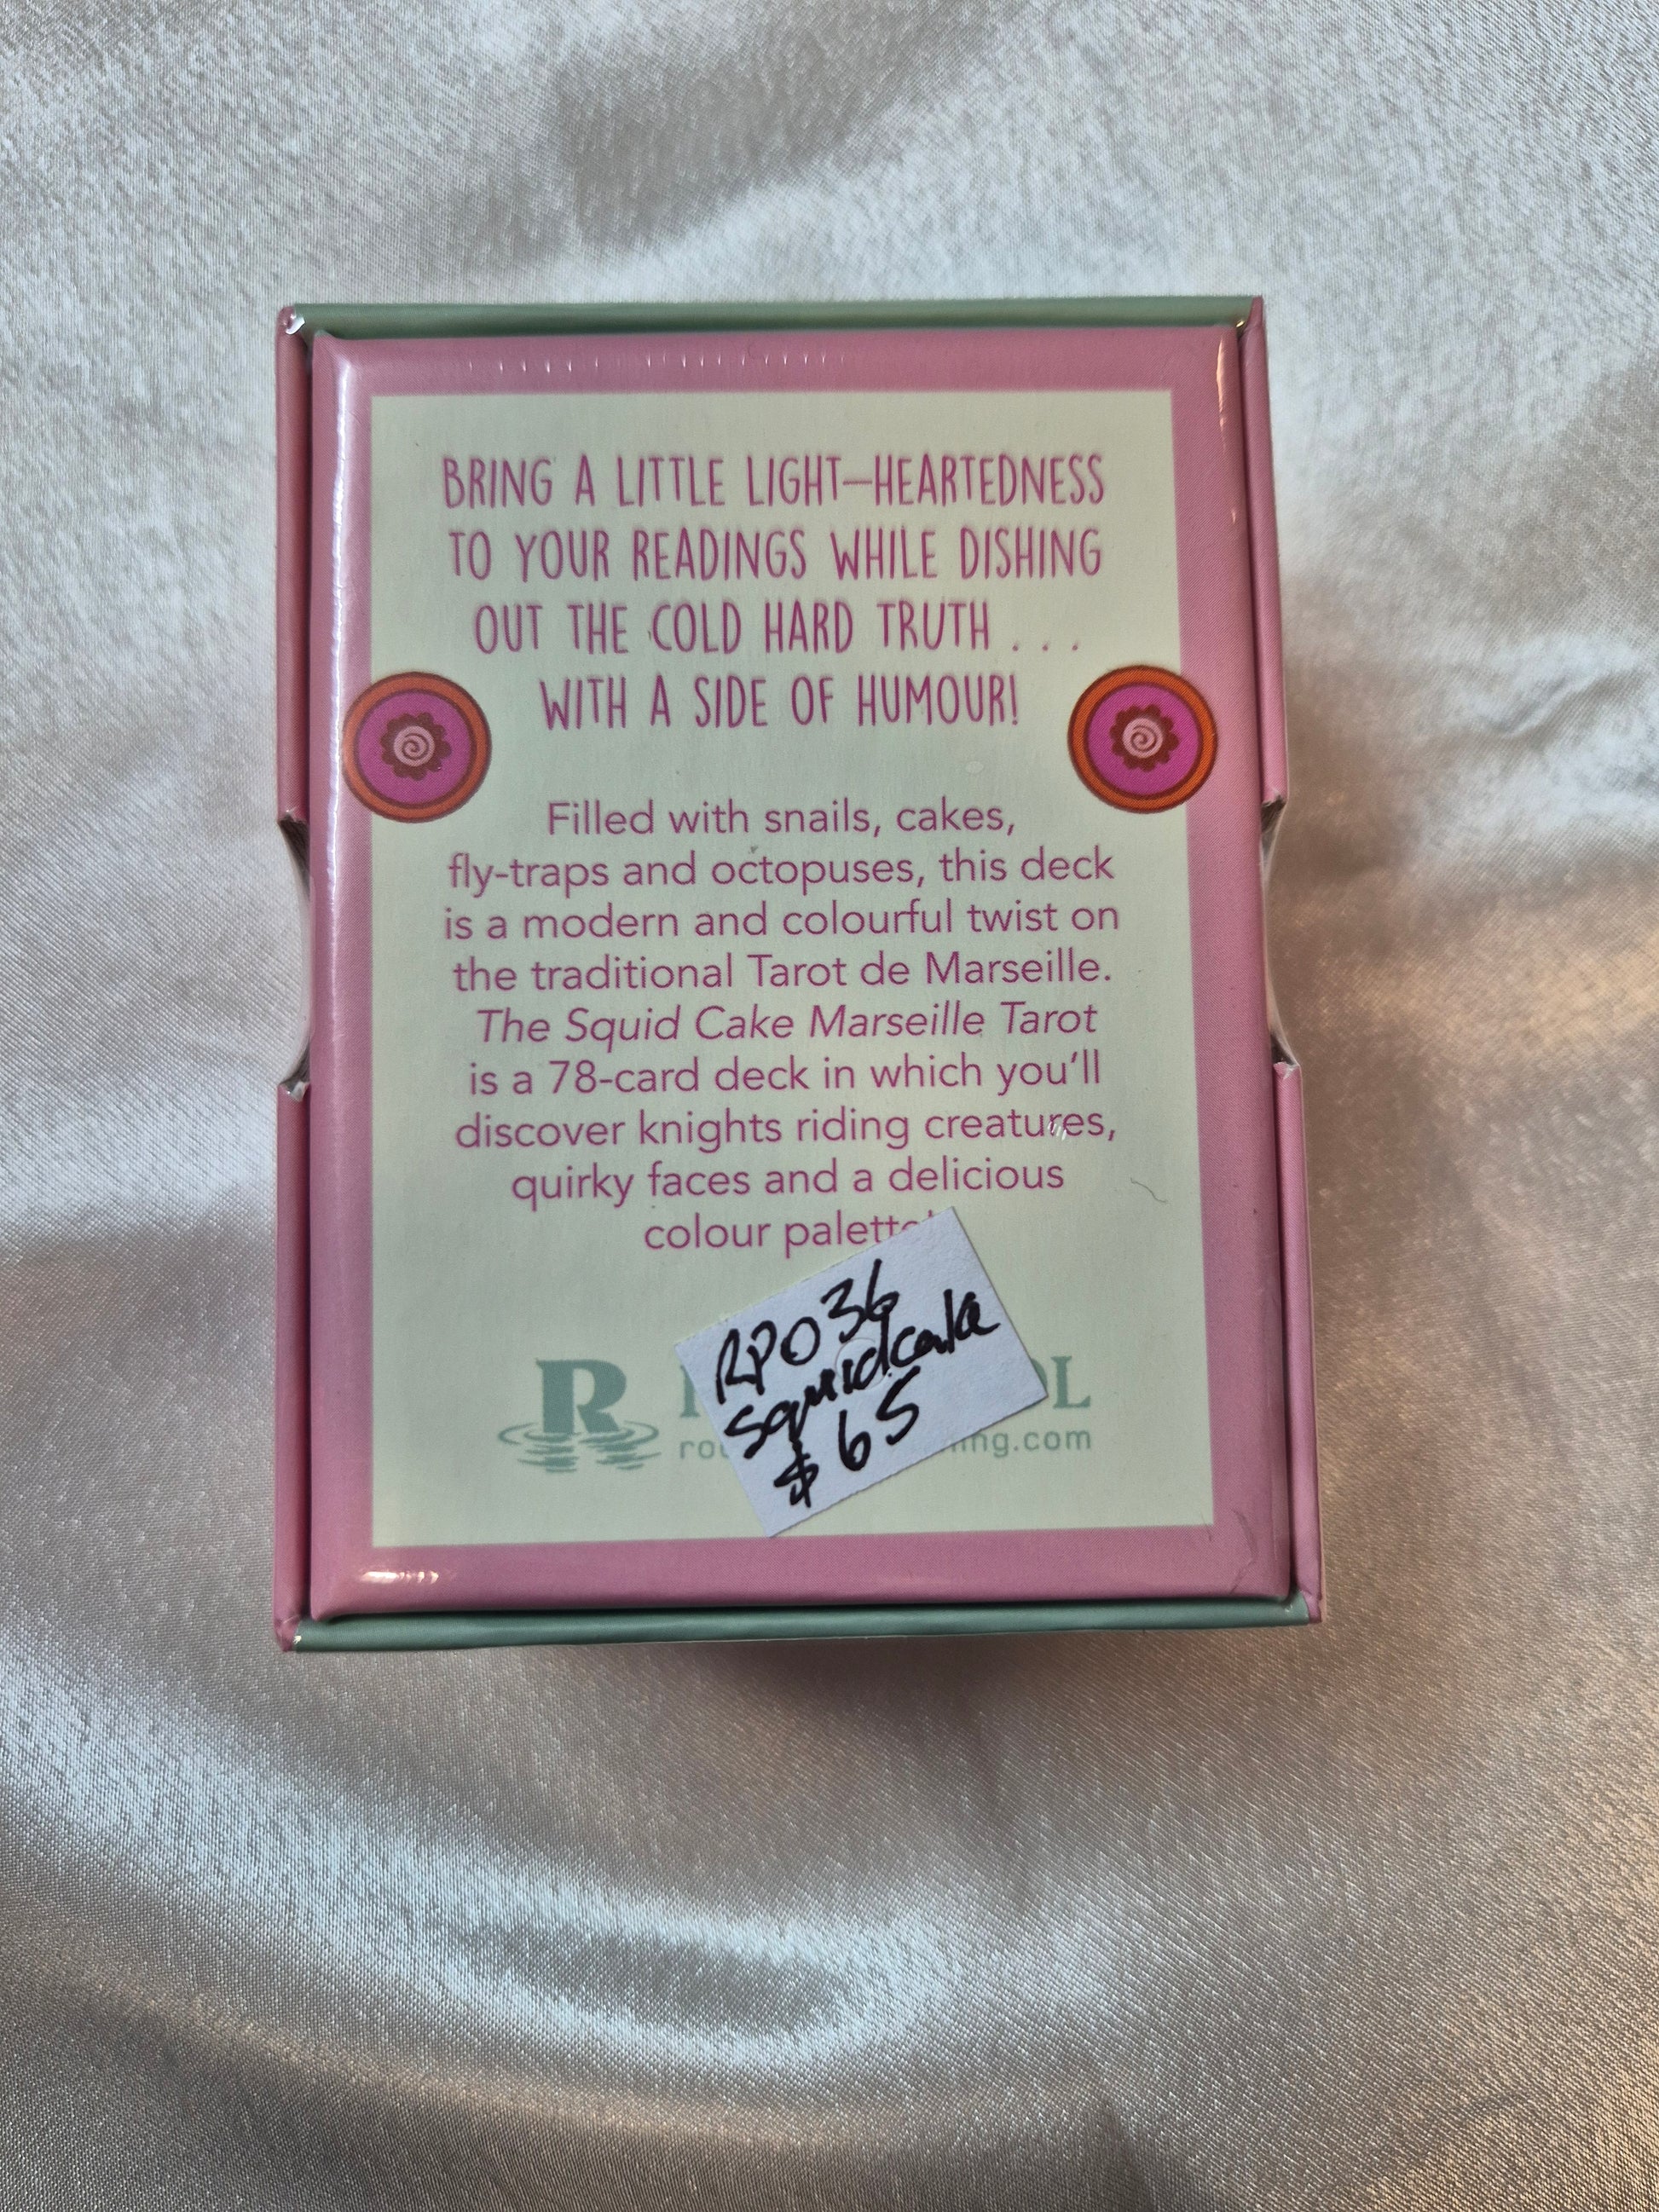 BRING A LITTLE LIGHT–HEARTEDNESS
TO YOUR READINGS WHILE DISHING
OUT THE COLD HARD TRUTH . . .
WITH A SIDE OF HUMOUR!
Filled with snails, cakes,
fly-traps and octopuses, this deck
is a modern and colourful twist on
the traditional Tarot de Marseille.
The Squid Cake Marseille Tarot
is a 78-card deck in which you'll
discover knights riding creatures,
quirky faces and a delicious
colour palette!
RP036
squidcake
$65
R